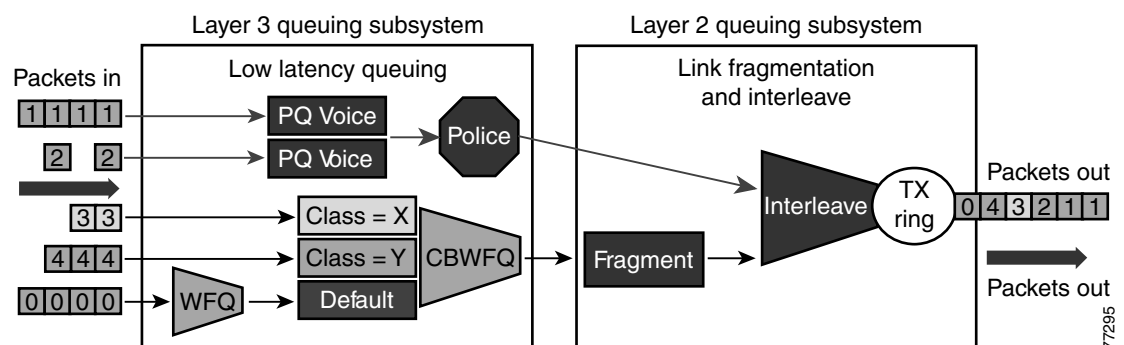 Layer 3 queuing subsystem
Layer 2 queuing subsystem
Packets in
Low latency queuing
Link fragmentation
and interleave
1 1 1 1
PQ Voice
Police
2 2
PQ Voice
3 3
Class = X
4 4 4
Class = Y
CBWFQ
0 0 0 0
WFQ
Default
Fragment
Interleave
TX
ring
Packets out
0 4 3 2 1 1
Packets out
77295